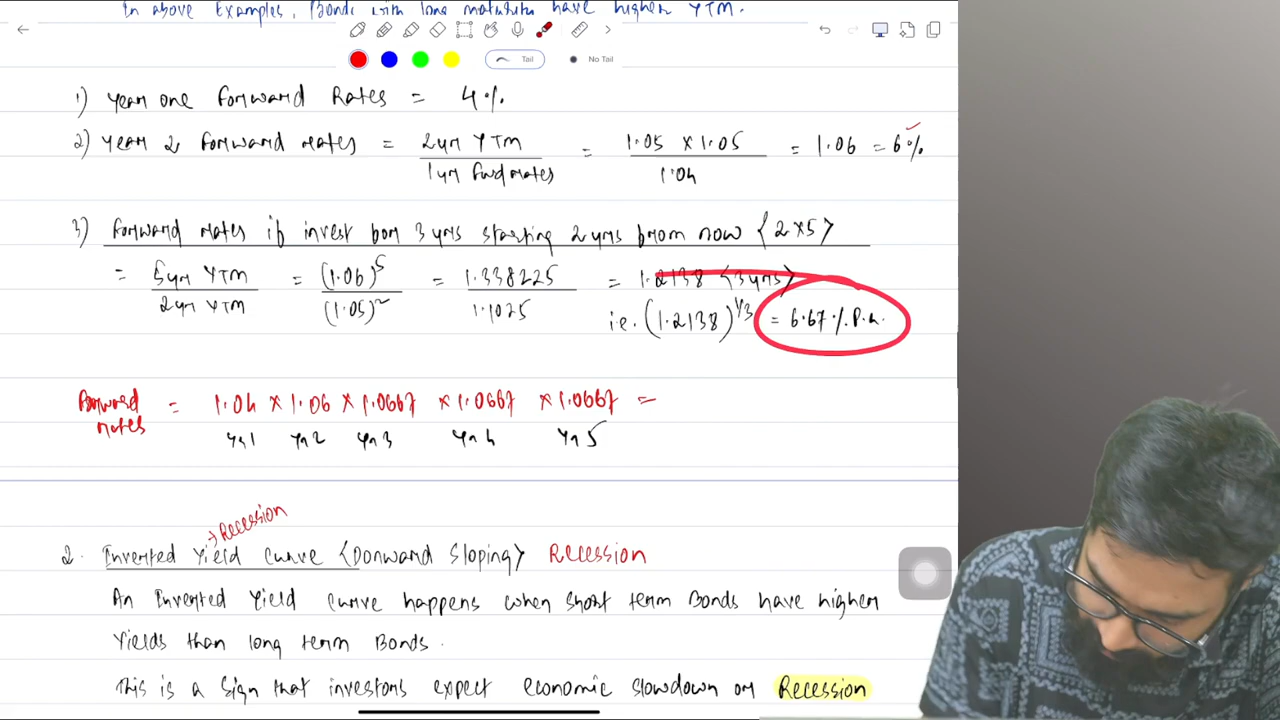 In above Examples, Bonds with long maturities have higher YTM.
Tail
No Tail
1) Year one Forward Rates = 4%
2) Year 2 forward rates = 2yr YTM / 1yr Fwd rates = 1.05 x 1.05 / 1.04 = 1.06 = 6%
3) Forward rates if invest for 3 yrs starting 2 yrs from now {2x5}
= 5yr YTM / 2yr YTM = (1.06)^5 / (1.05)^2 = 1.338225 / 1.1025 = 1.2138 {3yrs}
i.e. (1.2138)^1/3 = 6.67% P.a.
Forward rates = 1.04 x 1.06 x 1.0667 x 1.0667 x 1.0667 =
Yr1 Yr2 Yr3 Yr4 Yr5
→ Recession
2. Inverted Yield curve {Donward Sloping} Recession
An Inverted Yield curve happens when short term Bonds have higher
Yields than long term Bonds.
This is a sign that investors expect economic slowdown or Recession